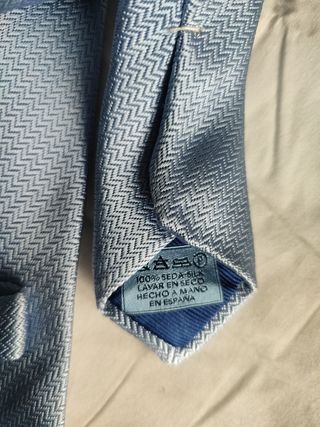 100% SEDA-SILK
LAVAR EN SECO
HECHO A MANO
EN ESPAÑA